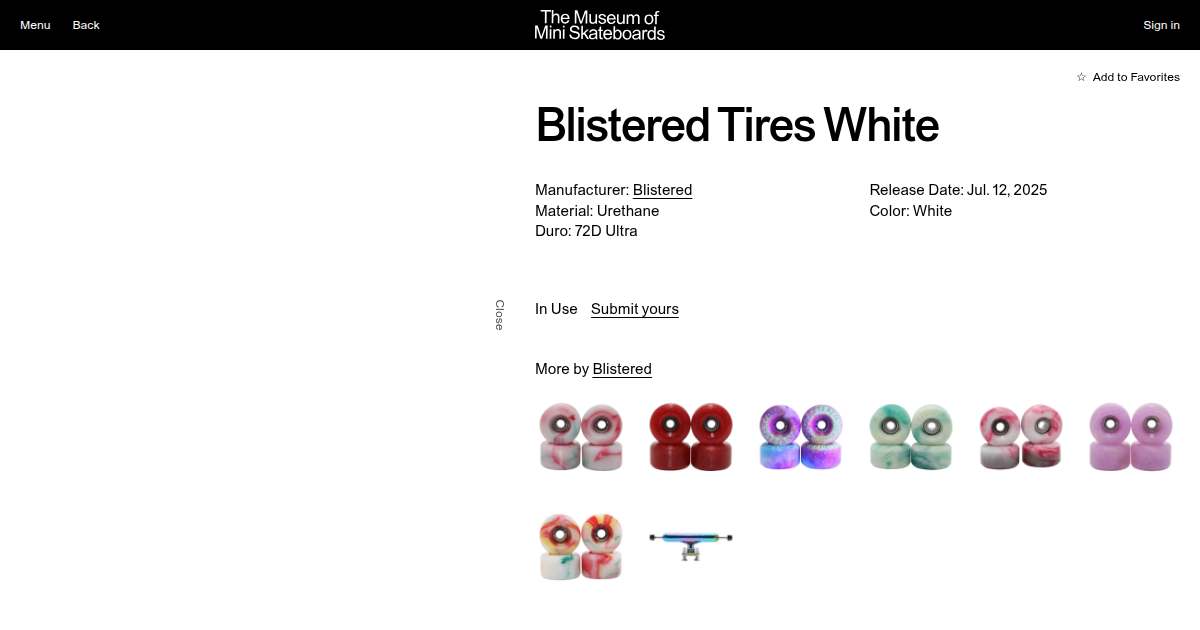 Menu
Back
The Museum of
Mini Skateboards
Sign in
☆ Add to Favorites
Blistered Tires White
Manufacturer: Blistered
Material: Urethane
Duro: 72D Ultra
Release Date: Jul. 12, 2025
Color: White
Close
In Use Submit yours
More by Blistered